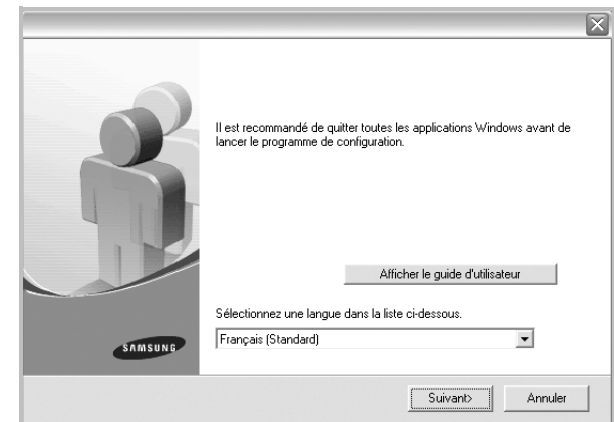 Il est recommandé de quitter toutes les applications Windows avant de
lancer le programme de configuration.
Afficher le guide d'utilisateur
Sélectionnez une langue dans la liste ci-dessous.
Français (Standard)
SAMSUNG
Suivant>
Annuler